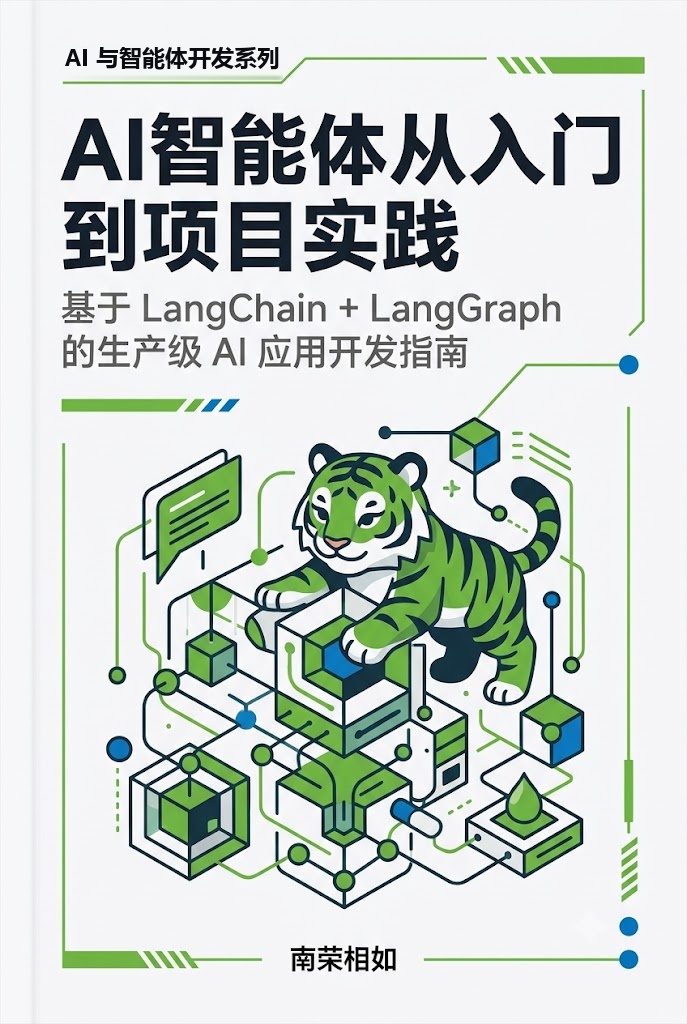 AI 与智能体开发系列
AI智能体从入门
到项目实践
基于 LangChain + LangGraph
的生产级 AI 应用开发指南
南荣相如